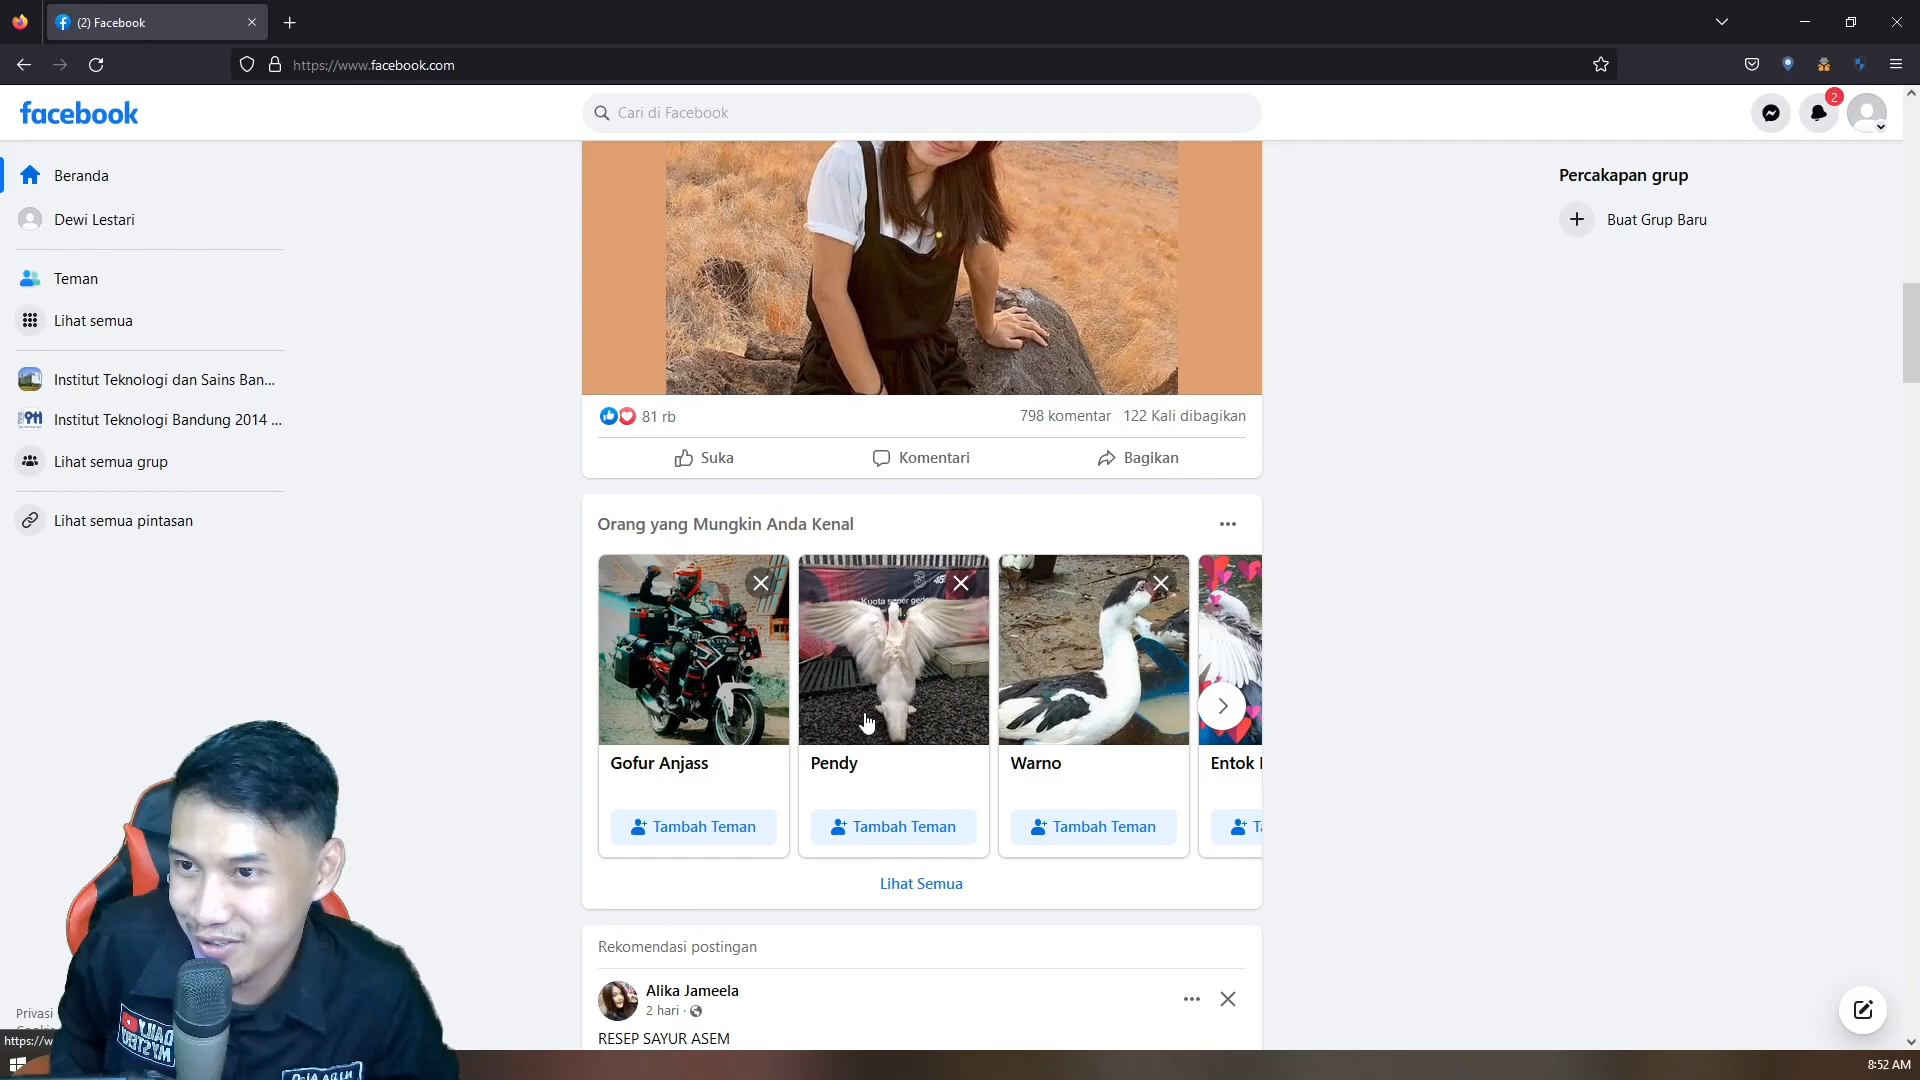 (2) Facebook
https://www.facebook.com
facebook
Cari di Facebook
2
Beranda
Dewi Lestari
Teman
Lihat semua
Institut Teknologi dan Sains Ban...
Institut Teknologi Bandung 2014 ...
Lihat semua grup
Lihat semua pintasan
Percakapan grup
Buat Grup Baru
81 rb
798 komentar 122 Kali dibagikan
Suka Komentari Bagikan
Orang yang Mungkin Anda Kenal
Gofur Anjass
Tambah Teman
Pendy
Tambah Teman
Warno
Tambah Teman
Entok
Lihat Semua
Rekomendasi postingan
Alika Jameela
2 hari ·
RESEP SAYUR ASEM
Privasi
https://w
8:52 AM